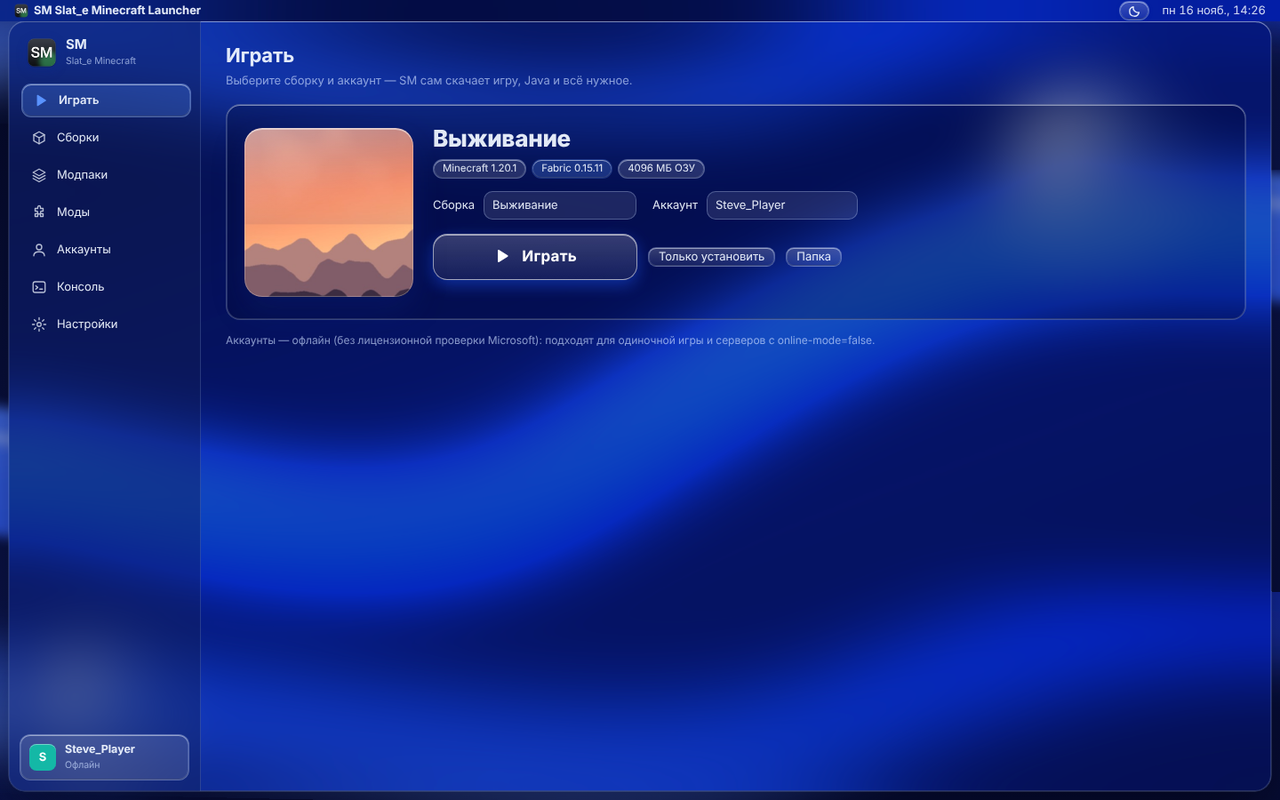 SM Slat_e Minecraft Launcher
пн 16 нояб., 14:26
SM
SM
Slat_e Minecraft
Играть
Сборки
Модпаки
Моды
Аккаунты
Консоль
Настройки
Steve_Player
Офлайн
S
Играть
Выберите сборку и аккаунт — SM сам скачает игру, Java и всё нужное.
Выживание
Minecraft 1.20.1 Fabric 0.15.11 4096 МБ ОЗУ
Сборка Выживание Аккаунт Steve_Player
Играть Только установить Папка
Аккаунты — офлайн (без лицензионной проверки Microsoft): подходят для одиночной игры и серверов с online-mode=false.